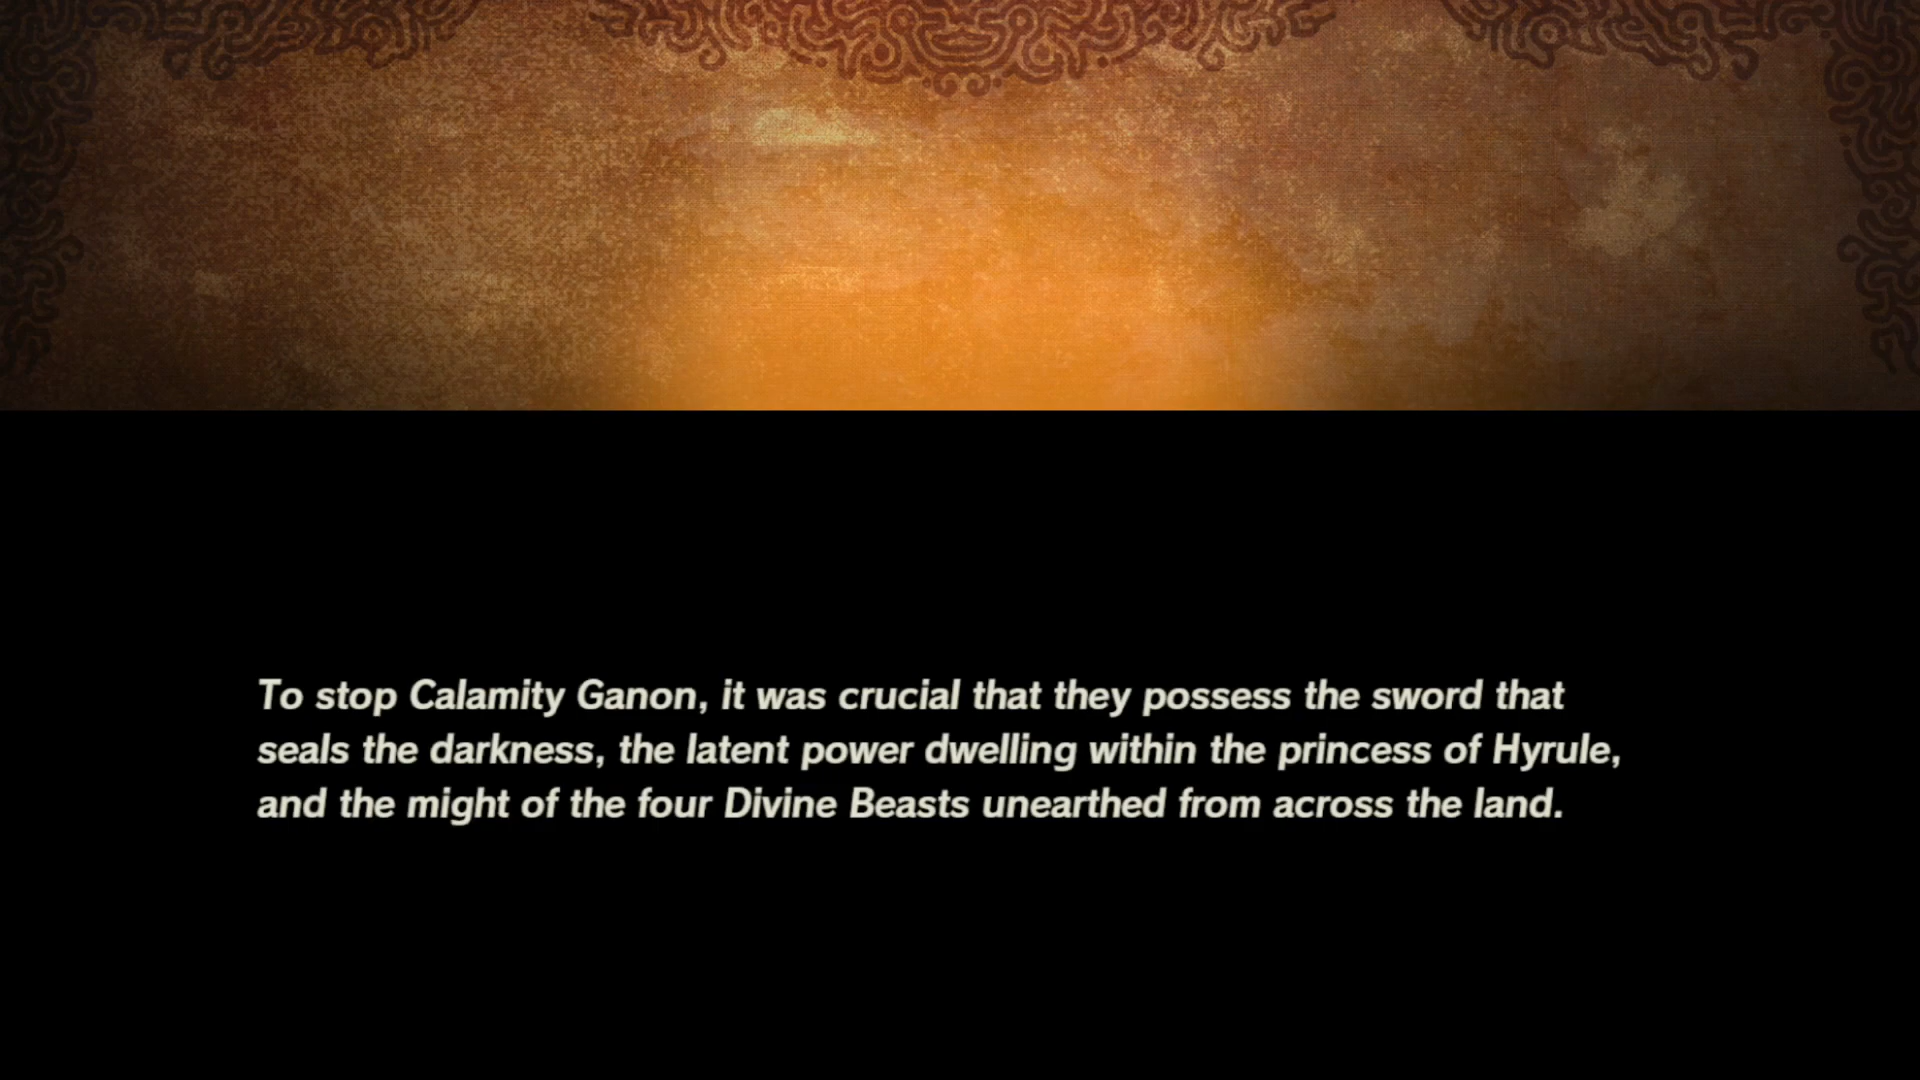 To stop Calamity Ganon, it was crucial that they possess the sword that
seals the darkness, the latent power dwelling within the princess of Hyrule,
and the might of the four Divine Beasts unearthed from across the land.